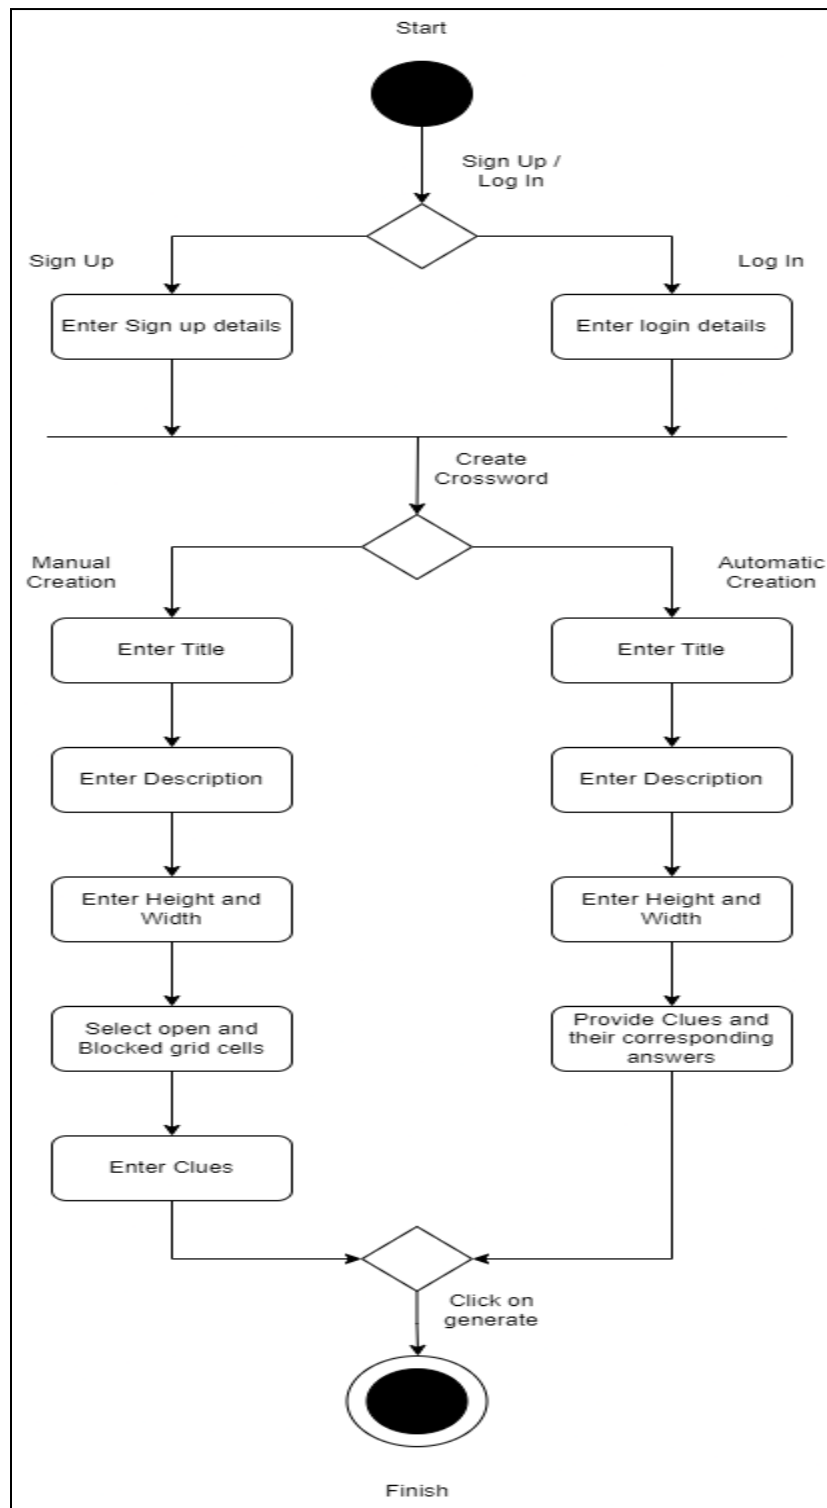 Start
Sign Up /
Log In
Sign Up
Log In
Enter Sign up details
Enter login details
Create
Crossword
Manual
Creation
Automatic
Creation
Enter Title
Enter Title
Enter Description
Enter Description
Enter Height and
Width
Enter Height and
Width
Select open and
Blocked grid cells
Provide Clues and
their corresponding
answers
Enter Clues
Click on
generate
Finish